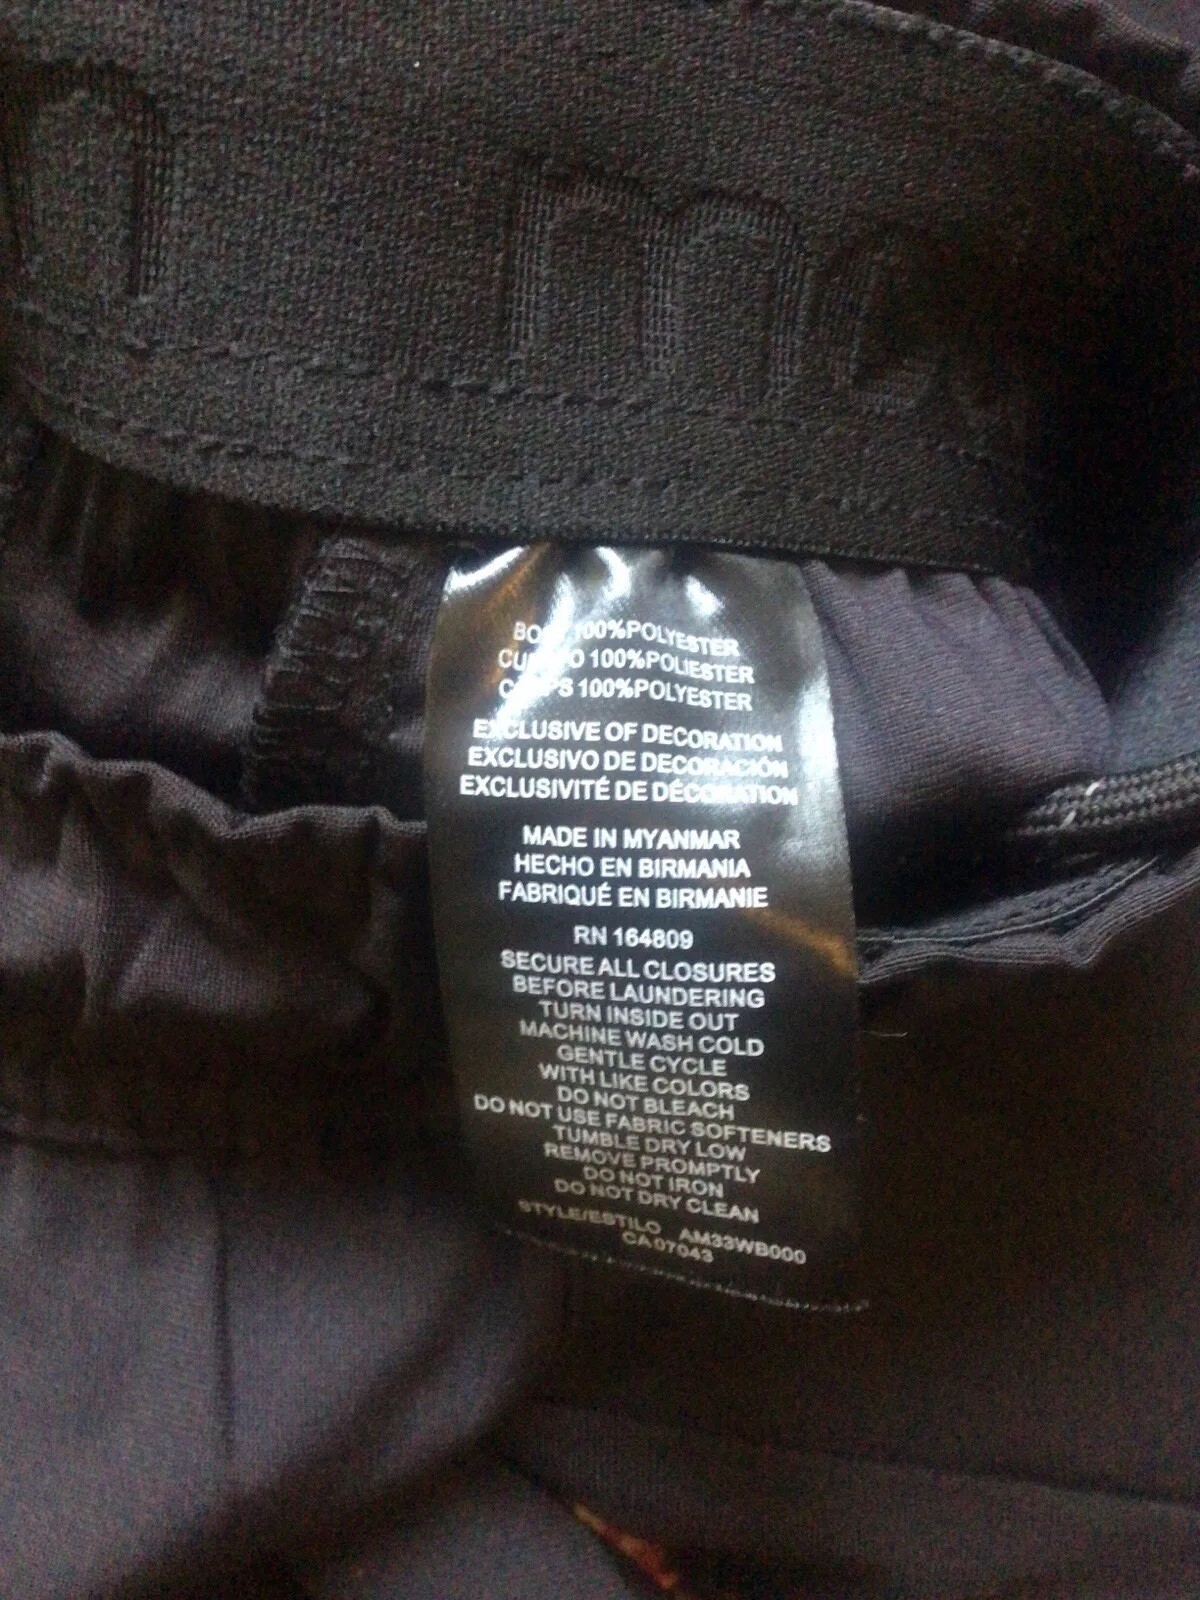 n ma
100%POLYESTER
100%POLIESTER
100%POLYESTER
EXCLUSIVE OF DECORATION
EXCLUSIVO DE DECORACIÓN
EXCLUSIVITÉ DE DÉCORATION
MADE IN MYANMAR
HECHO EN BIRMANIA
FABRIQUÉ EN BIRMANIE
RN 164809
SECURE ALL CLOSURES
BEFORE LAUNDERING
TURN INSIDE OUT
MACHINE WASH COLD
GENTLE CYCLE
WITH LIKE COLORS
DO NOT BLEACH
DO NOT USE FABRIC SOFTENERS
TUMBLE DRY LOW
REMOVE PROMPTLY
DO NOT IRON
DO NOT DRY CLEAN
STYLE/ESTILO AM33WB000
CA 07043